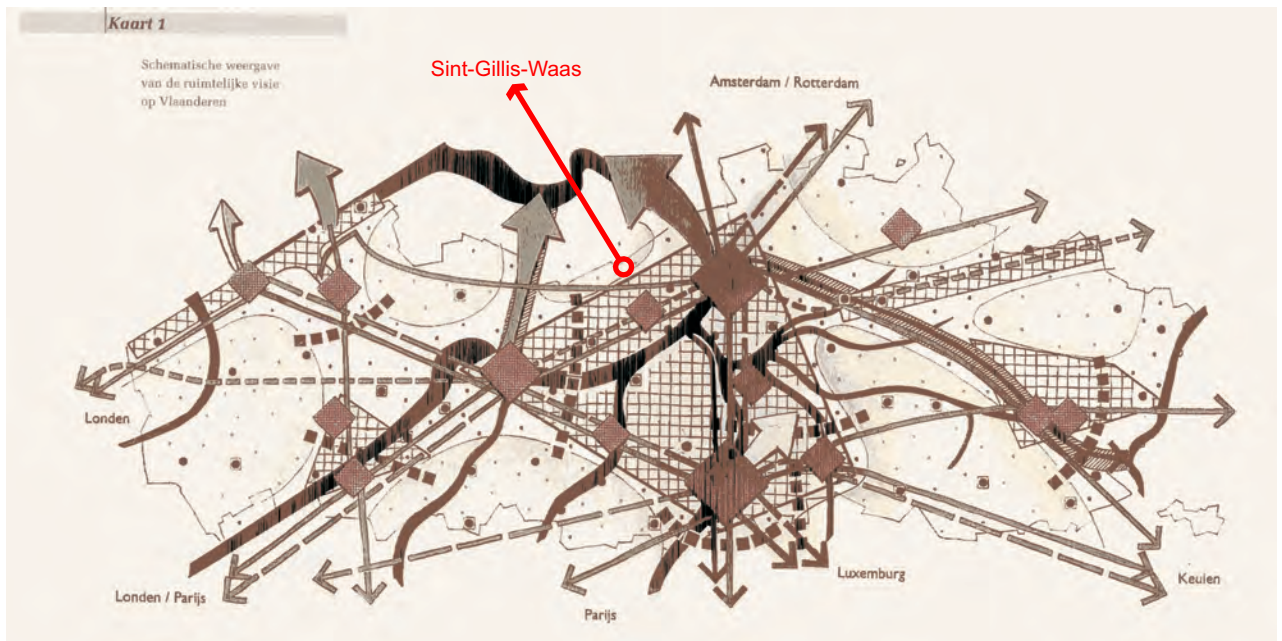 Kaart 1
Schematische weergave
van de ruimtelijke visie
op Vlaanderen
Sint-Gillis-Waas
Amsterdam / Rotterdam
Londen
Londen / Parijs
Parijs
Luxemburg
Keulen